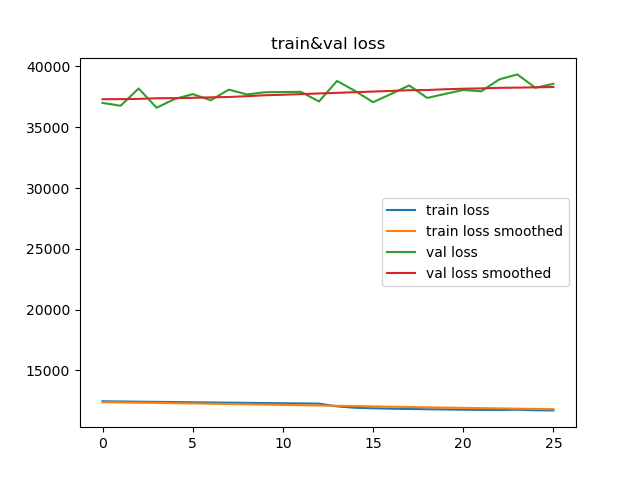 train&val loss
40000
35000
30000
25000
20000
15000
train loss
train loss smoothed
val loss
val loss smoothed
0 5 10 15 20 25